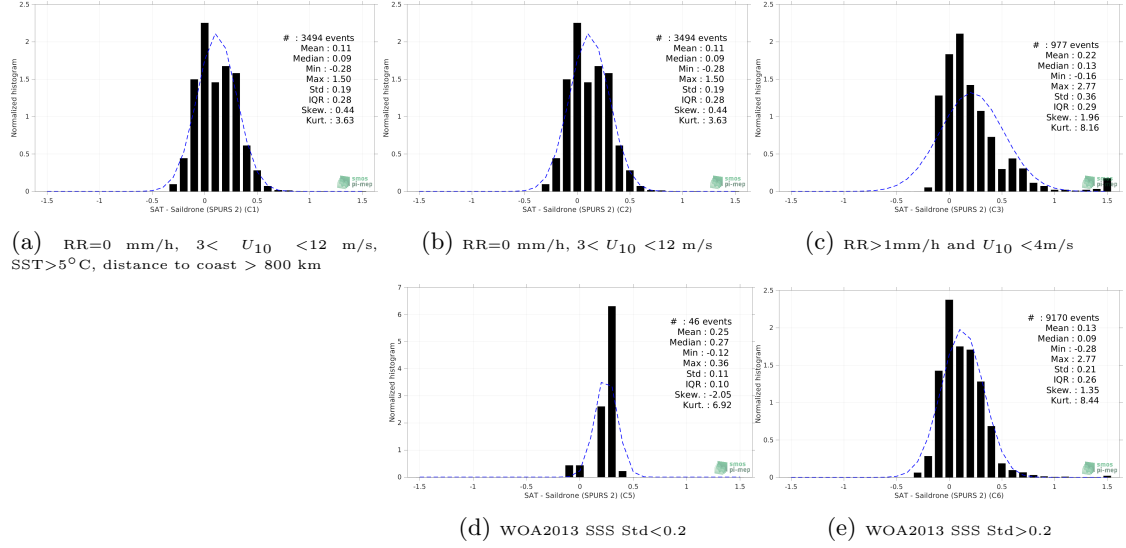 2.5
2
1.5
1
0.5
0
Normalized histogram
-1.5 -1 -0.5 0 0.5 1 1.5
SAT - Saildrone (SPURS 2) (C1)
# : 3494 events
Mean : 0.11
Median : 0.09
Min : -0.28
Max : 1.50
Std : 0.19
IQR : 0.28
Skew. : 0.44
Kurt. : 3.63
smos
pi-mep
(a) RR=0 mm/h, 3< U10 <12 m/s,
SST>5°C, distance to coast > 800 km
2.5
2
1.5
1
0.5
0
Normalized histogram
-1.5 -1 -0.5 0 0.5 1 1.5
SAT - Saildrone (SPURS 2) (C2)
# : 3494 events
Mean : 0.11
Median : 0.09
Min : -0.28
Max : 1.50
Std : 0.19
IQR : 0.28
Skew. : 0.44
Kurt. : 3.63
smos
pi-mep
(b) RR=0 mm/h, 3< U10 <12 m/s
2.5
2
1.5
1
0.5
0
Normalized histogram
-1.5 -1 -0.5 0 0.5 1 1.5
SAT - Saildrone (SPURS 2) (C3)
# : 977 events
Mean : 0.22
Median : 0.13
Min : -0.16
Max : 2.77
Std : 0.36
IQR : 0.29
Skew. : 1.96
Kurt. : 8.16
smos
pi-mep
(c) RR>1mm/h and U10 <4m/s
7
6
5
4
3
2
1
0
Normalized histogram
-1.5 -1 -0.5 0 0.5 1 1.5
SAT - Saildrone (SPURS 2) (C5)
# : 46 events
Mean : 0.25
Median : 0.27
Min : -0.12
Max : 0.36
Std : 0.11
IQR : 0.10
Skew. : -2.05
Kurt. : 6.92
smos
pi-mep
(d) WOA2013 SSS Std<0.2
2.5
2
1.5
1
0.5
0
Normalized histogram
-1.5 -1 -0.5 0 0.5 1 1.5
SAT - Saildrone (SPURS 2) (C6)
# : 9170 events
Mean : 0.13
Median : 0.09
Min : -0.28
Max : 2.77
Std : 0.21
IQR : 0.26
Skew. : 1.35
Kurt. : 8.44
smos
pi-mep
(e) WOA2013 SSS Std>0.2